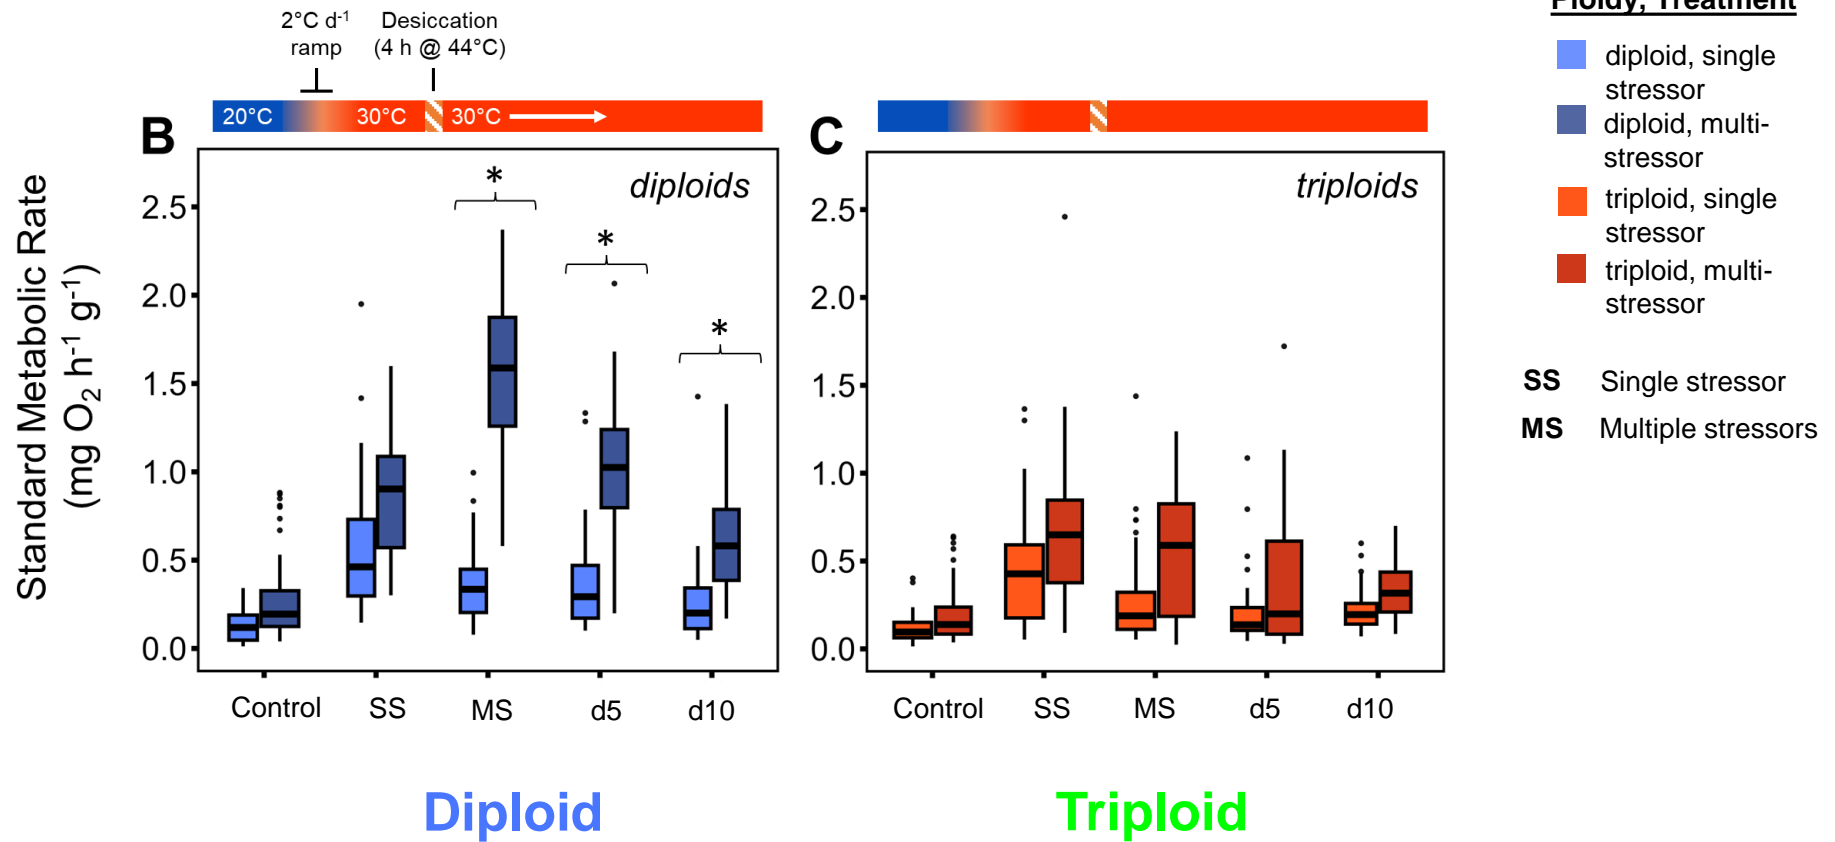 2°C d-1
ramp
Desiccation
(4 h @ 44°C)
20°C
30°C
30°C
B
diploids
*
*
*
Standard Metabolic Rate
(mg O2 h-1 g-1)
2.5
2.0
1.5
1.0
0.5
0.0
Control
SS
MS
d5
d10
Diploid
C
triploids
2.5
2.0
1.5
1.0
0.5
0.0
Control
SS
MS
d5
d10
Triploid
Ploidy, Treatment
diploid, single
stressor
diploid, multi-
stressor
triploid, single
stressor
triploid, multi-
stressor
SS Single stressor
MS Multiple stressors